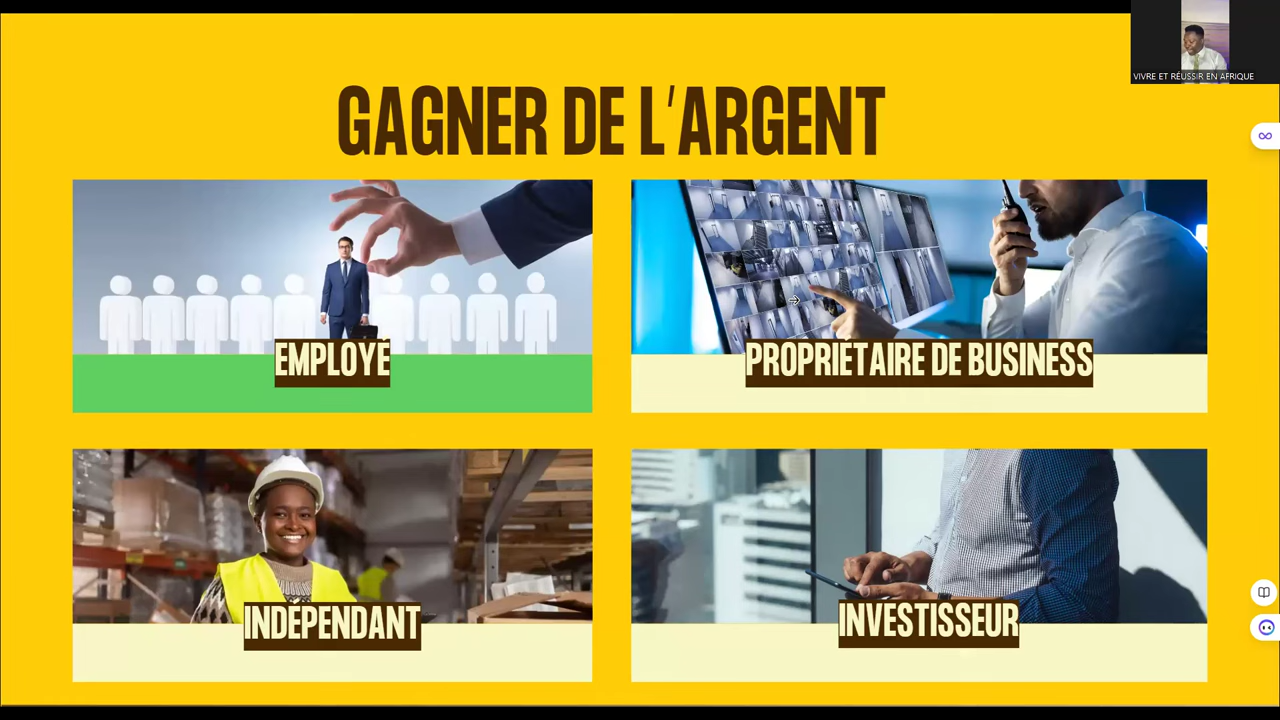 VIVRE ET RÉUSSIR EN AFRIQUE
GAGNER DE L'ARGENT
EMPLOYÉ
PROPRIÉTAIRE DE BUSINESS
INDÉPENDANT
INVESTISSEUR